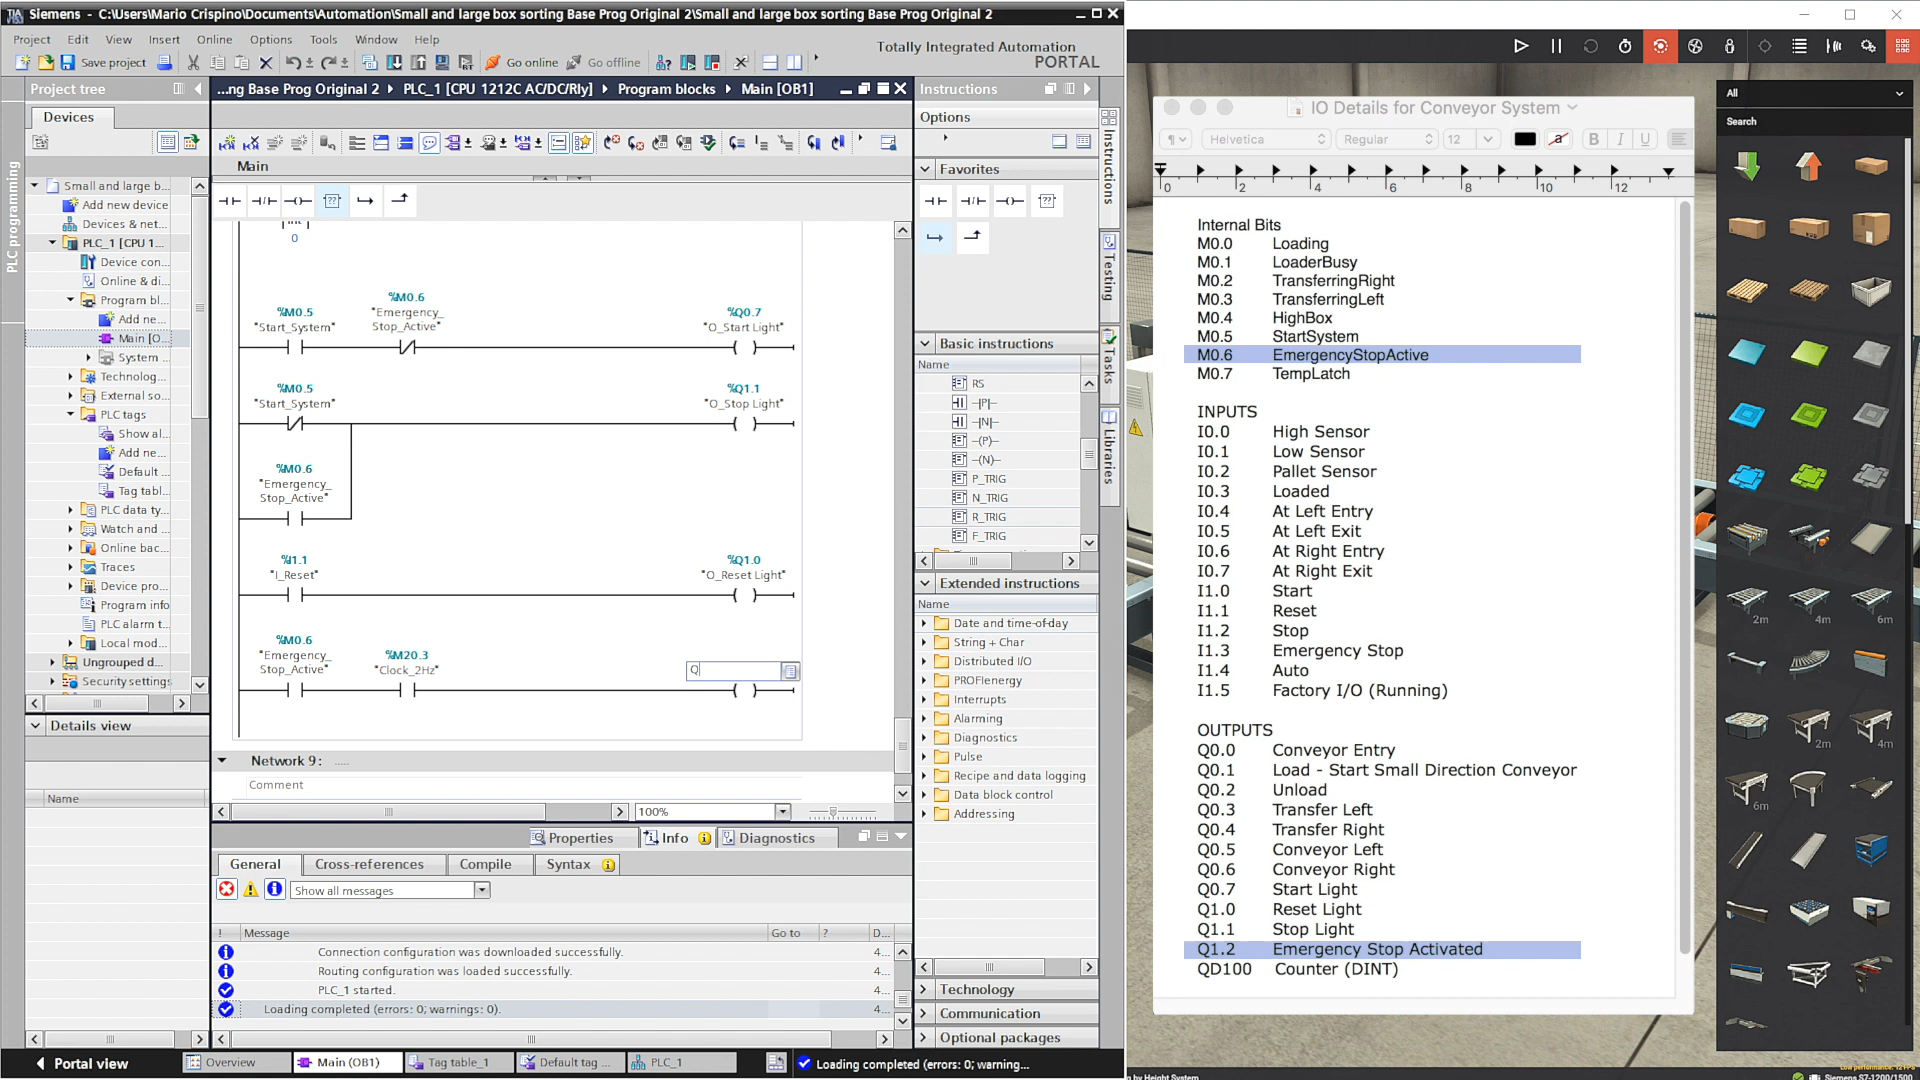 Siemens - C:\Users\Mario Crispino\Documents\Automation\Small and large box sorting Base Prog Original 2\Small and large box sorting Base Prog Original 2
Project Edit View Insert Online Options Tools Window Help
Totally Integrated Automation
PORTAL
Save project
Go online
Go offline
Project tree
...ng Base Prog Original 2 ▸ PLC_1 [CPU 1212C AC/DC/Rly] ▸ Program blocks ▸ Main [OB1]
Instructions
Devices
Options
PLC programming
Main
Favorites
Small and large b...
Add new device
Devices & net...
PLC_1 [CPU 1...
Device con...
Online & di...
Program bl...
Add ne...
Main [O...
System ...
Technolog...
External so...
PLC tags
Show al...
Add ne...
Default ...
Tag tabl...
PLC data ty...
Watch and ...
Online bac...
Traces
Device pro...
Program info
PLC alarm t...
Local mod...
Ungrouped d...
Security settings
Details view
Name
0
%M0.5
"Start_System"
%M0.6
"Emergency_
Stop_Active"
%Q0.7
"O_Start Light"
%M0.5
"Start_System"
%Q1.1
"O_Stop Light"
%M0.6
"Emergency_
Stop_Active"
%I1.1
"I_Reset"
%Q1.0
"O_Reset Light"
%M0.6
"Emergency_
Stop_Active"
%M20.3
"Clock_2Hz"
Q
Network 9: .....
Comment
100%
Basic instructions
Name
RS
-|P|-
-|N|-
-(P)-
-(N)-
P_TRIG
N_TRIG
R_TRIG
F_TRIG
Extended instructions
Name
Date and time-of-day
String + Char
Distributed I/O
PROFIenergy
Interrupts
Alarming
Diagnostics
Pulse
Recipe and data logging
Data block control
Addressing
Technology
Communication
Optional packages
Instructions
Testing
Tasks
Libraries
Properties Info Diagnostics
General Cross-references Compile Syntax
Show all messages
! Message Go to ? D...
Connection configuration was downloaded successfully. 4...
Routing configuration was loaded successfully. 4...
PLC_1 started. 4...
Loading completed (errors: 0; warnings: 0). 4...
Portal view
Overview
Main (OB1)
Tag table_1
Default tag ...
PLC_1
Loading completed (errors: 0; warning...
IO Details for Conveyor System
Helvetica Regular 12 B I U
0 2 4 6 8 10 12
Internal Bits
M0.0 Loading
M0.1 LoaderBusy
M0.2 TransferringRight
M0.3 TransferringLeft
M0.4 HighBox
M0.5 StartSystem
M0.6 EmergencyStopActive
M0.7 TempLatch
INPUTS
I0.0 High Sensor
I0.1 Low Sensor
I0.2 Pallet Sensor
I0.3 Loaded
I0.4 At Left Entry
I0.5 At Left Exit
I0.6 At Right Entry
I0.7 At Right Exit
I1.0 Start
I1.1 Reset
I1.2 Stop
I1.3 Emergency Stop
I1.4 Auto
I1.5 Factory I/O (Running)
OUTPUTS
Q0.0 Conveyor Entry
Q0.1 Load - Start Small Direction Conveyor
Q0.2 Unload
Q0.3 Transfer Left
Q0.4 Transfer Right
Q0.5 Conveyor Left
Q0.6 Conveyor Right
Q0.7 Start Light
Q1.0 Reset Light
Q1.1 Stop Light
Q1.2 Emergency Stop Activated
QD100 Counter (DINT)
All
Search
2m 4m 6m
2m 4m
6m
by Height System
Siemens S7-1200/1500